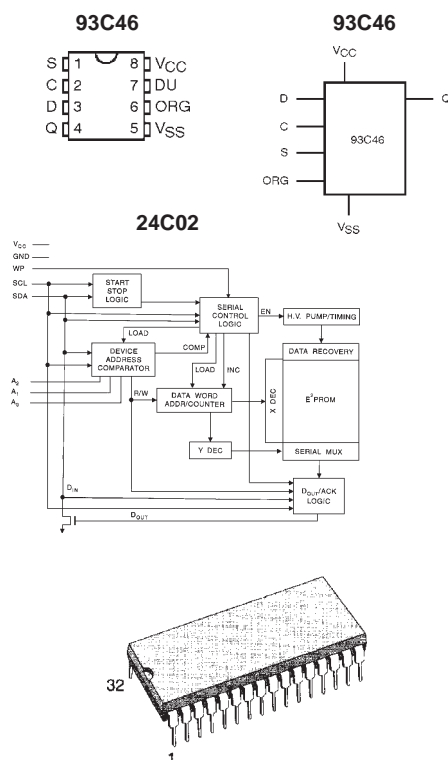 93C46
S 1 8 VCC
C 2 7 DU
D 3 6 ORG
Q 4 5 VSS
93C46
VCC
D
Q
C
93C46
S
ORG
VSS
24C02
VCC
GND
WP
SCL
SDA
START
STOP
LOGIC
SERIAL
CONTROL
LOGIC
EN
H.V. PUMP/TIMING
LOAD
COMP
DEVICE
ADDRESS
COMPARATOR
LOAD
INC
DATA RECOVERY
A2
A1
A0
R/W
DATA WORD
ADDR/COUNTER
X DEC
E2PROM
Y DEC
SERIAL MUX
DIN
DOUT/ACK
LOGIC
DOUT
32
1